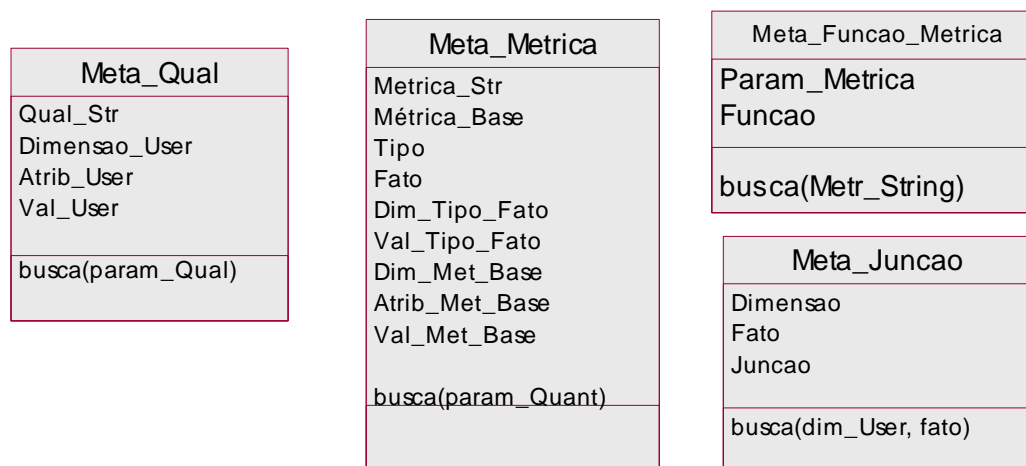 Meta_Qual
Qual_Str
Dimensao_User
Atrib_User
Val_User
busca(param_Qual)
Meta_Metrica
Metrica_Str
Métrica_Base
Tipo
Fato
Dim_Tipo_Fato
Val_Tipo_Fato
Dim_Met_Base
Atrib_Met_Base
Val_Met_Base
busca(param_Quant)
Meta_Funcao_Metrica
Param_Metrica
Funcao
busca(Metr_String)
Meta_Juncao
Dimensao
Fato
Juncao
busca(dim_User, fato)